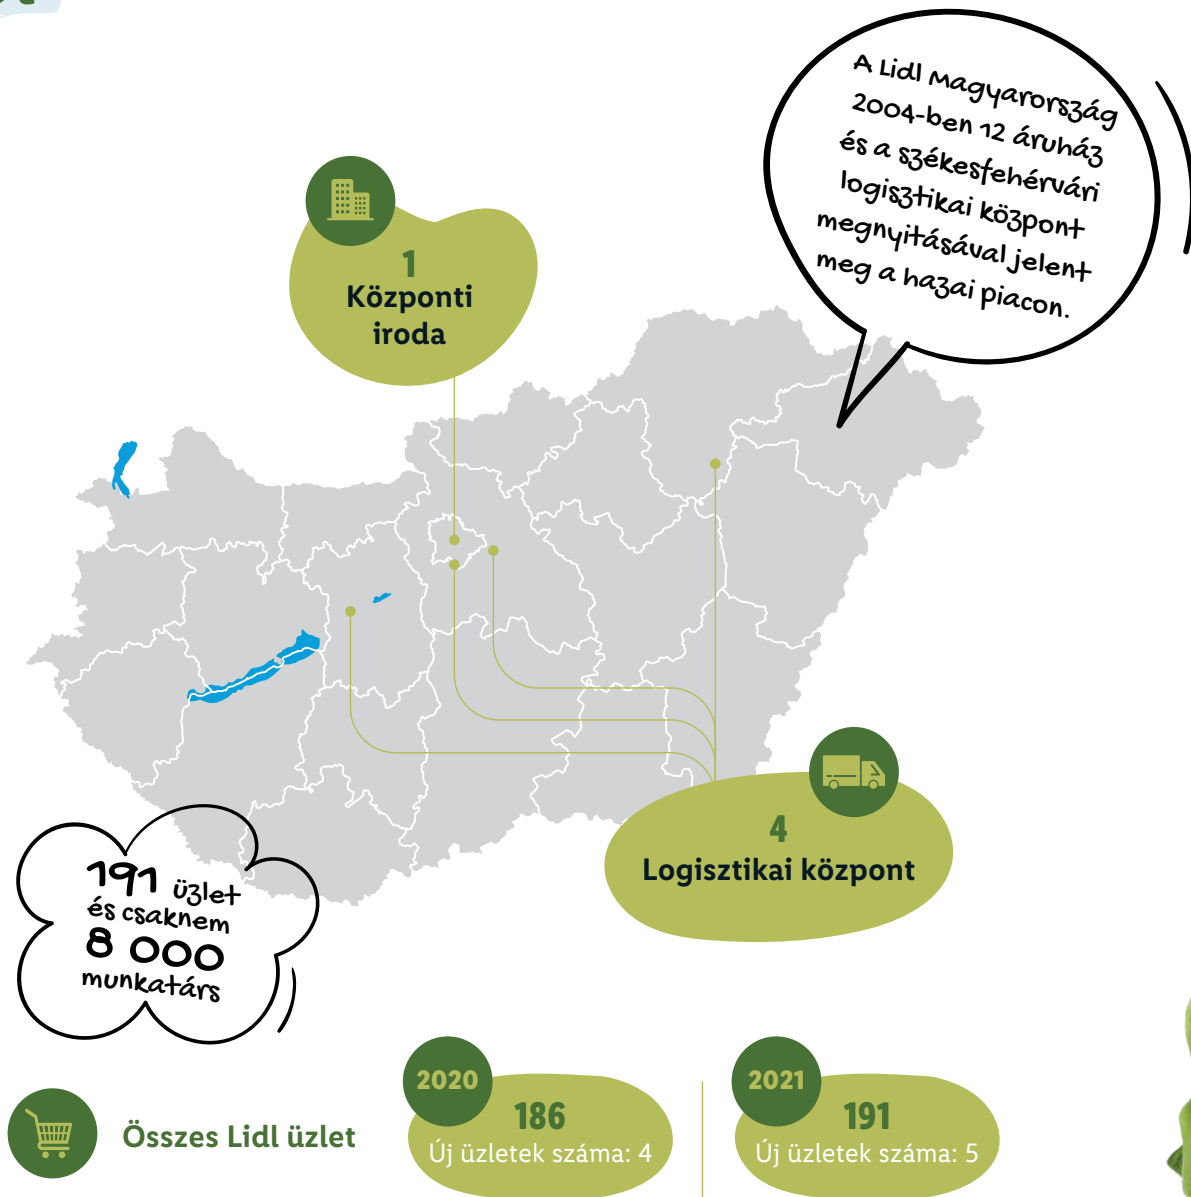 A Lidl Magyarország
2004-ben 12 áruház
és a székesfehérvári
logisztikai központ
megnyitásával jelent
meg a hazai piacon.
1
Központi
iroda
4
Logisztikai központ
191 üzlet
és csaknem
8 000
munkatárs
Összes Lidl üzlet
2020
186
Új üzletek száma: 4
2021
191
Új üzletek száma: 5